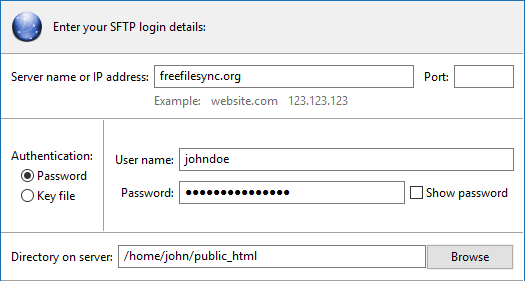 Enter your SFTP login details:
Server name or IP address: freefilesync.org Port:
Example: website.com 123.123.123
Authentication:
Password
Key file
User name: johndoe
Password: ●●●●●●●●●●●●●●● Show password
Directory on server: /home/john/public_html Browse